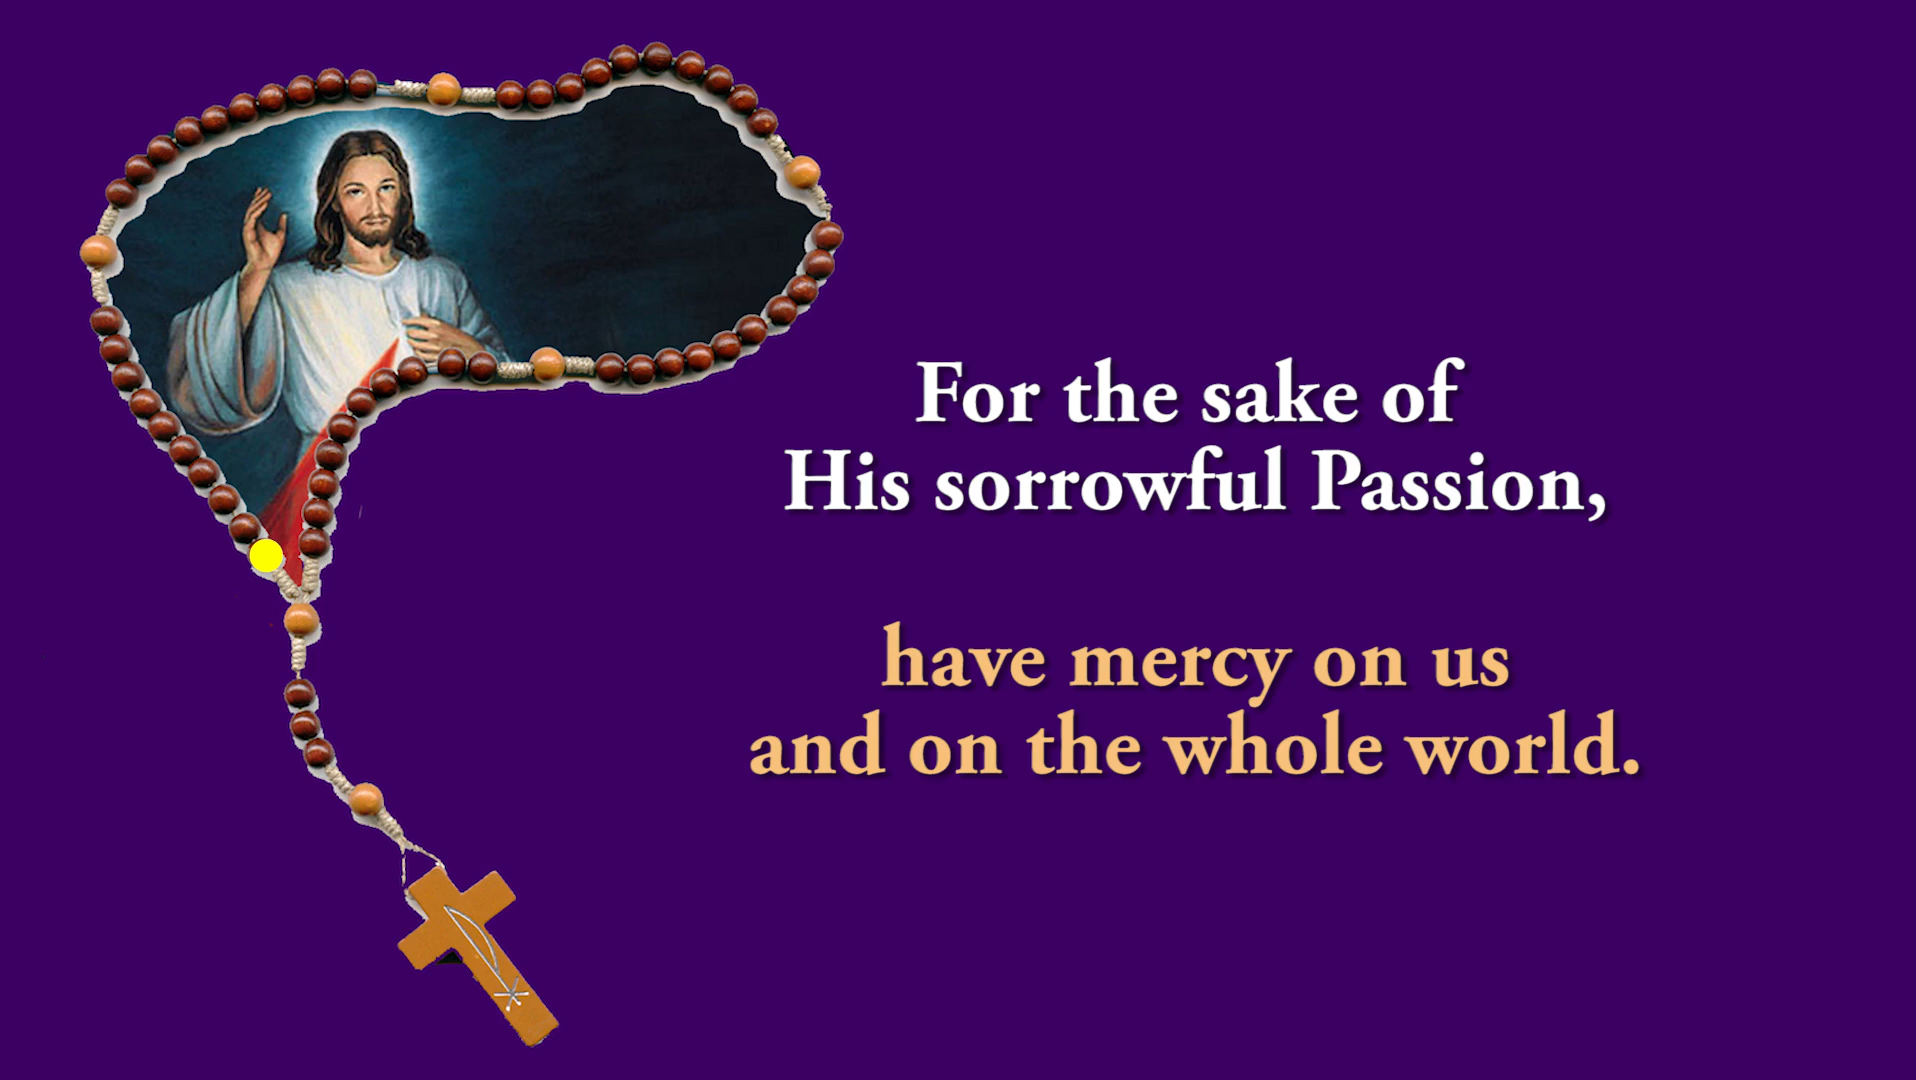 For the sake of
His sorrowful Passion,
have mercy on us
and on the whole world.